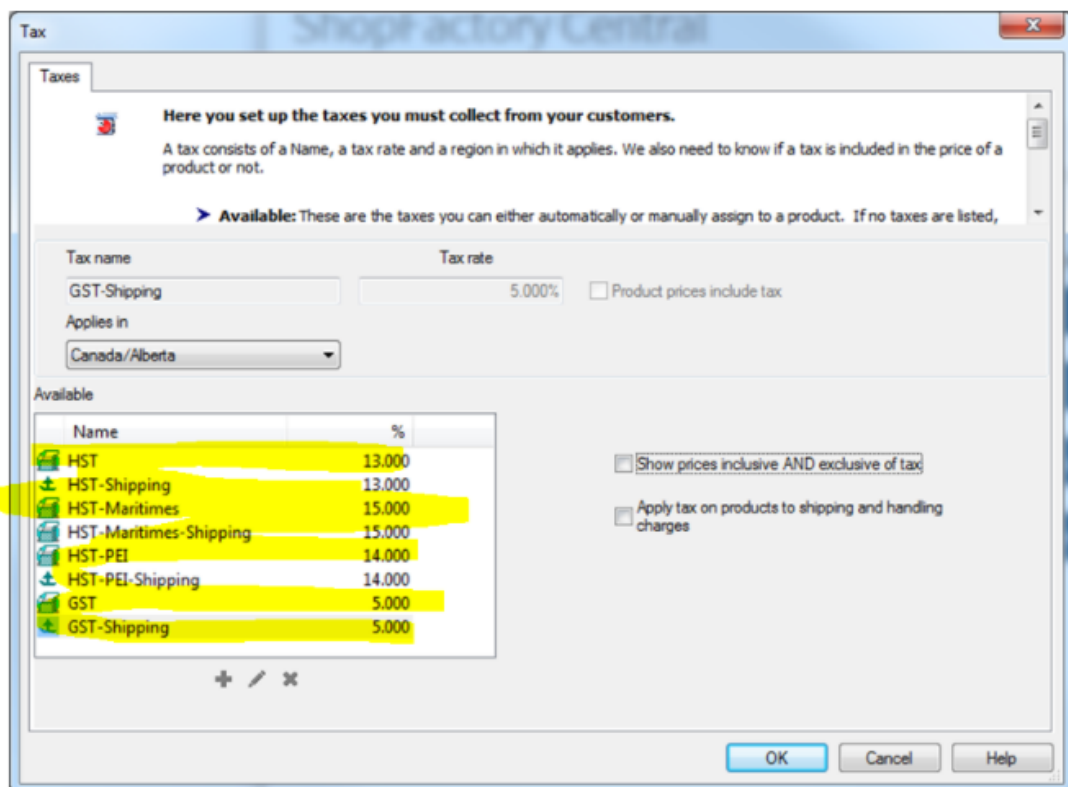 ShopFactory Central
Tax
Taxes
Here you set up the taxes you must collect from your customers.
A tax consists of a Name, a tax rate and a region in which it applies. We also need to know if a tax is included in the price of a
product or not.
Available: These are the taxes you can either automatically or manually assign to a product. If no taxes are listed,
Tax name Tax rate
GST-Shipping 5.000% Product prices include tax
Applies in
Canada/Alberta
Available
Name %
HST 13.000
HST-Shipping 13.000
HST-Maritimes 15.000
HST-Maritimes-Shipping 15.000
HST-PEI 14.000
HST-PEI-Shipping 14.000
GST 5.000
GST-Shipping 5.000
Show prices inclusive AND exclusive of tax
Apply tax on products to shipping and handling
charges
OK Cancel Help